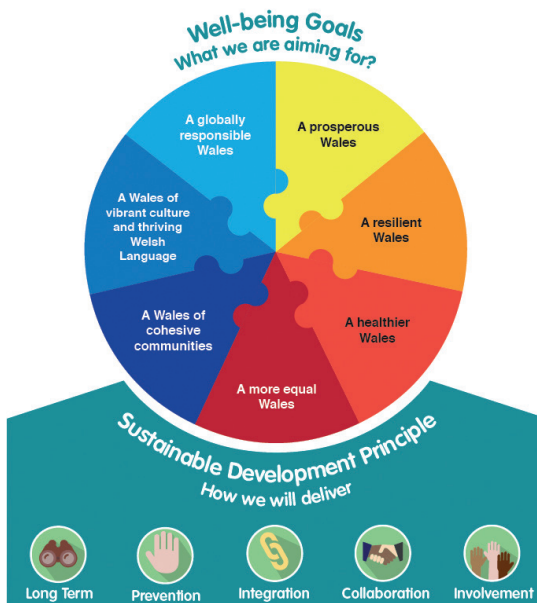 Well-being Goals
What we are aiming for?
A globally
responsible
Wales
A prosperous
Wales
A Wales of
vibrant culture
and thriving
Welsh
Language
A resilient
Wales
A Wales of
cohesive
communities
A healthier
Wales
A more equal
Wales
Sustainable Development Principle
How we will deliver
Long Term
Prevention
Integration
Collaboration
Involvement